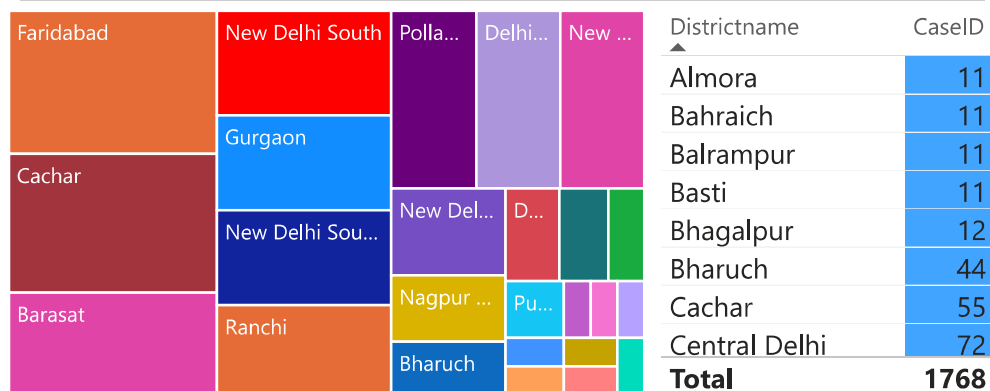 Faridabad
New Delhi South
Polla...
Delhi...
New ...
Cachar
Gurgaon
New Delhi Sou...
New Del...
D...
Barasat
Ranchi
Nagpur ...
Pu...
Bharuch
Districtname CaseID
Almora 11
Bahraich 11
Balrampur 11
Basti 11
Bhagalpur 12
Bharuch 44
Cachar 55
Central Delhi 72
Total 1768